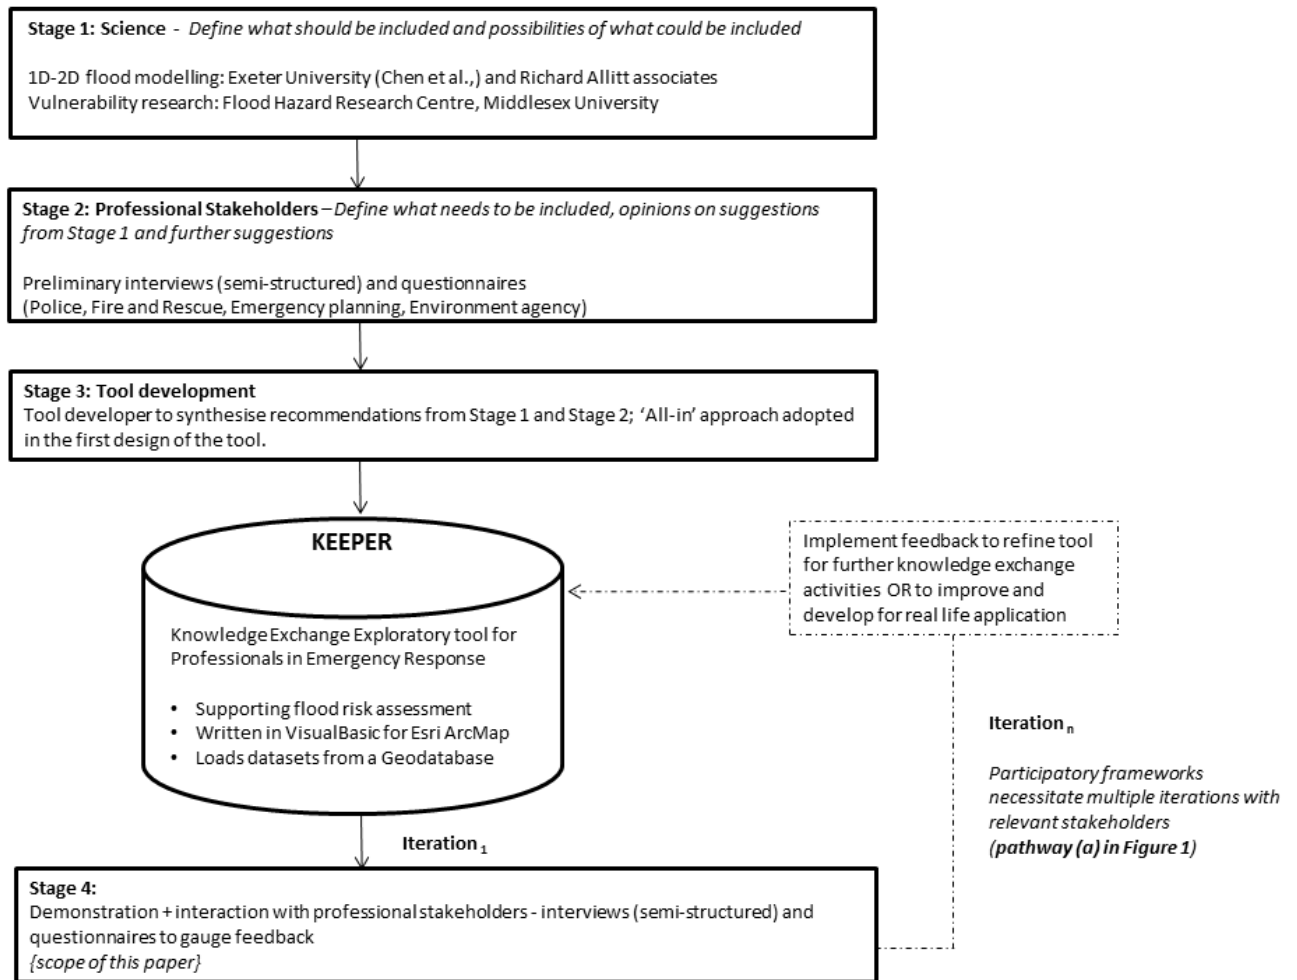 Stage 1: Science - Define what should be included and possibilities of what could be included
1D-2D flood modelling: Exeter University (Chen et al.,) and Richard Allitt associates
Vulnerability research: Flood Hazard Research Centre, Middlesex University
Stage 2: Professional Stakeholders – Define what needs to be included, opinions on suggestions
from Stage 1 and further suggestions
Preliminary interviews (semi-structured) and questionnaires
(Police, Fire and Rescue, Emergency planning, Environment agency)
Stage 3: Tool development
Tool developer to synthesise recommendations from Stage 1 and Stage 2; ‘All-in’ approach adopted
in the first design of the tool.
KEEPER
Knowledge Exchange Exploratory tool for
Professionals in Emergency Response
• Supporting flood risk assessment
• Written in VisualBasic for Esri ArcMap
• Loads datasets from a Geodatabase
Implement feedback to refine tool
for further knowledge exchange
activities OR to improve and
develop for real life application
Iteration n
Participatory frameworks
necessitate multiple iterations with
relevant stakeholders
(pathway (a) in Figure 1)
Iteration 1
Stage 4:
Demonstration + interaction with professional stakeholders - interviews (semi-structured) and
questionnaires to gauge feedback
{scope of this paper}